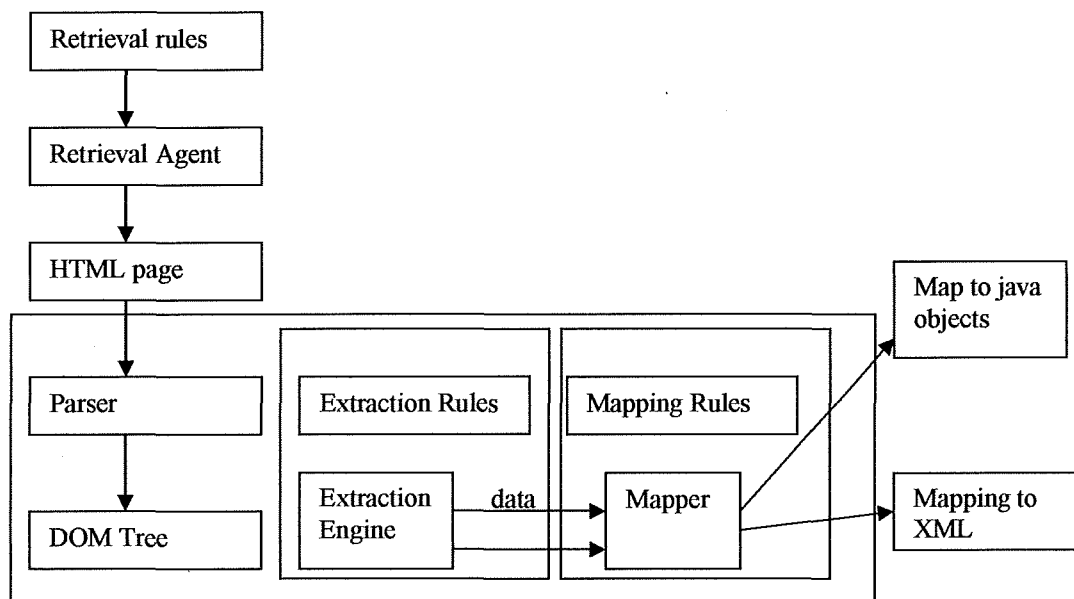 Retrieval rules
Retrieval Agent
HTML page
Map to java
objects
Parser
Extraction Rules
Mapping Rules
Extraction
Engine
data
Mapper
Mapping to
XML
DOM Tree